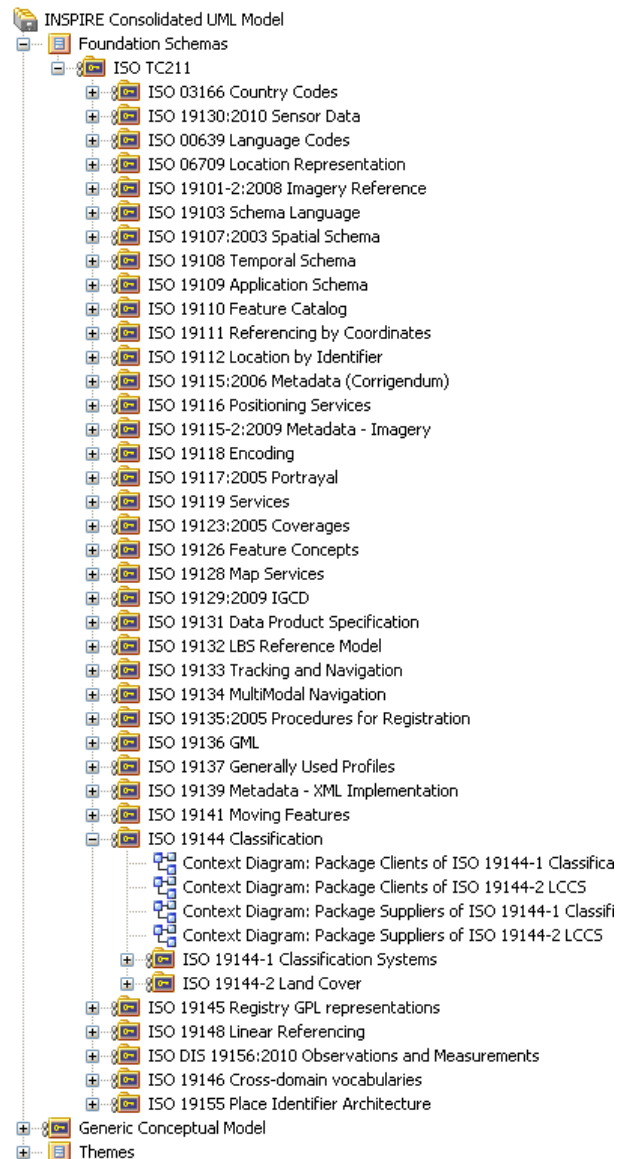 INSPIRE Consolidated UML Model
Foundation Schemas
ISO TC211
ISO 03166 Country Codes
ISO 19130:2010 Sensor Data
ISO 00639 Language Codes
ISO 06709 Location Representation
ISO 19101-2:2008 Imagery Reference
ISO 19103 Schema Language
ISO 19107:2003 Spatial Schema
ISO 19108 Temporal Schema
ISO 19109 Application Schema
ISO 19110 Feature Catalog
ISO 19111 Referencing by Coordinates
ISO 19112 Location by Identifier
ISO 19115:2006 Metadata (Corrigendum)
ISO 19116 Positioning Services
ISO 19115-2:2009 Metadata - Imagery
ISO 19118 Encoding
ISO 19117:2005 Portrayal
ISO 19119 Services
ISO 19123:2005 Coverages
ISO 19126 Feature Concepts
ISO 19128 Map Services
ISO 19129:2009 IGCD
ISO 19131 Data Product Specification
ISO 19132 LBS Reference Model
ISO 19133 Tracking and Navigation
ISO 19134 MultiModal Navigation
ISO 19135:2005 Procedures for Registration
ISO 19136 GML
ISO 19137 Generally Used Profiles
ISO 19139 Metadata - XML Implementation
ISO 19141 Moving Features
ISO 19144 Classification
Context Diagram: Package Clients of ISO 19144-1 Classifica
Context Diagram: Package Clients of ISO 19144-2 LCCS
Context Diagram: Package Suppliers of ISO 19144-1 Classifi
Context Diagram: Package Suppliers of ISO 19144-2 LCCS
ISO 19144-1 Classification Systems
ISO 19144-2 Land Cover
ISO 19145 Registry GPL representations
ISO 19148 Linear Referencing
ISO DIS 19156:2010 Observations and Measurements
ISO 19146 Cross-domain vocabularies
ISO 19155 Place Identifier Architecture
Generic Conceptual Model
Themes